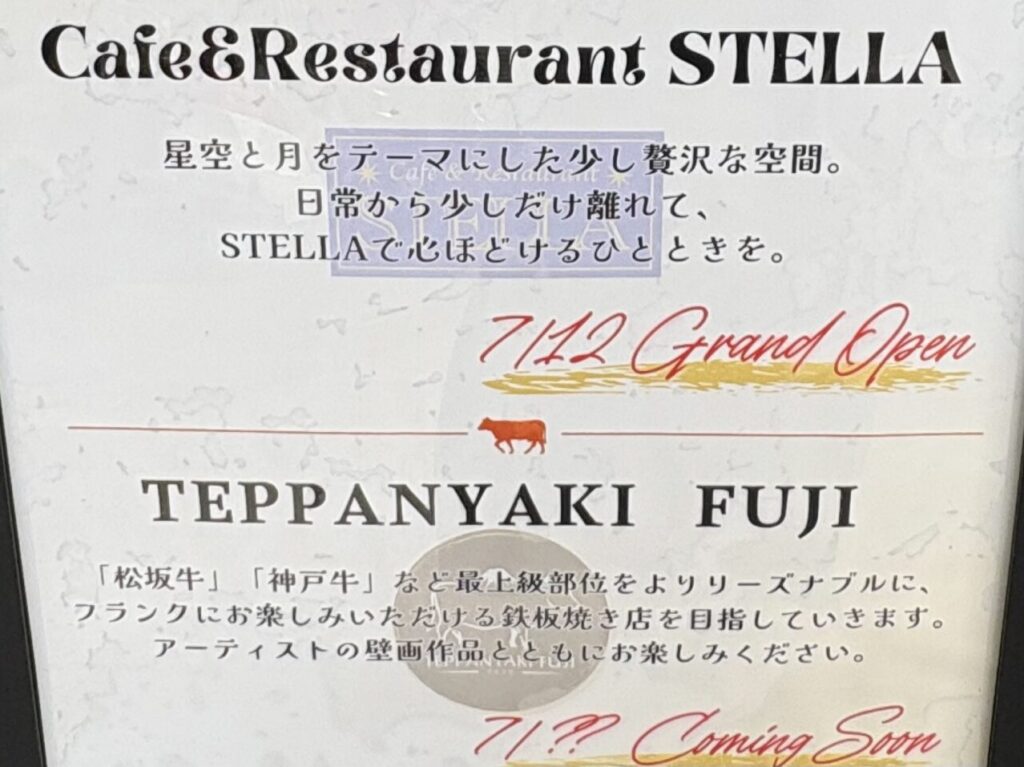 Cafe&Restaurant STELLA
星空と月をテーマにした少し贅沢な空間。
日常から少しだけ離れて、
STELLAで心ほどけるひとときを。
Cafe & Restaurant
STELLA
7/12 Grand Open
TEPPANYAKI FUJI
「松坂牛」「神戸牛」など最上級部位をよりリーズナブルに、
フランクにお楽しみいただける鉄板焼き店を目指していきます。
アーティストの壁画作品とともにお楽しみください。
TEPPANYAKI FUJI
7/?? Coming Soon